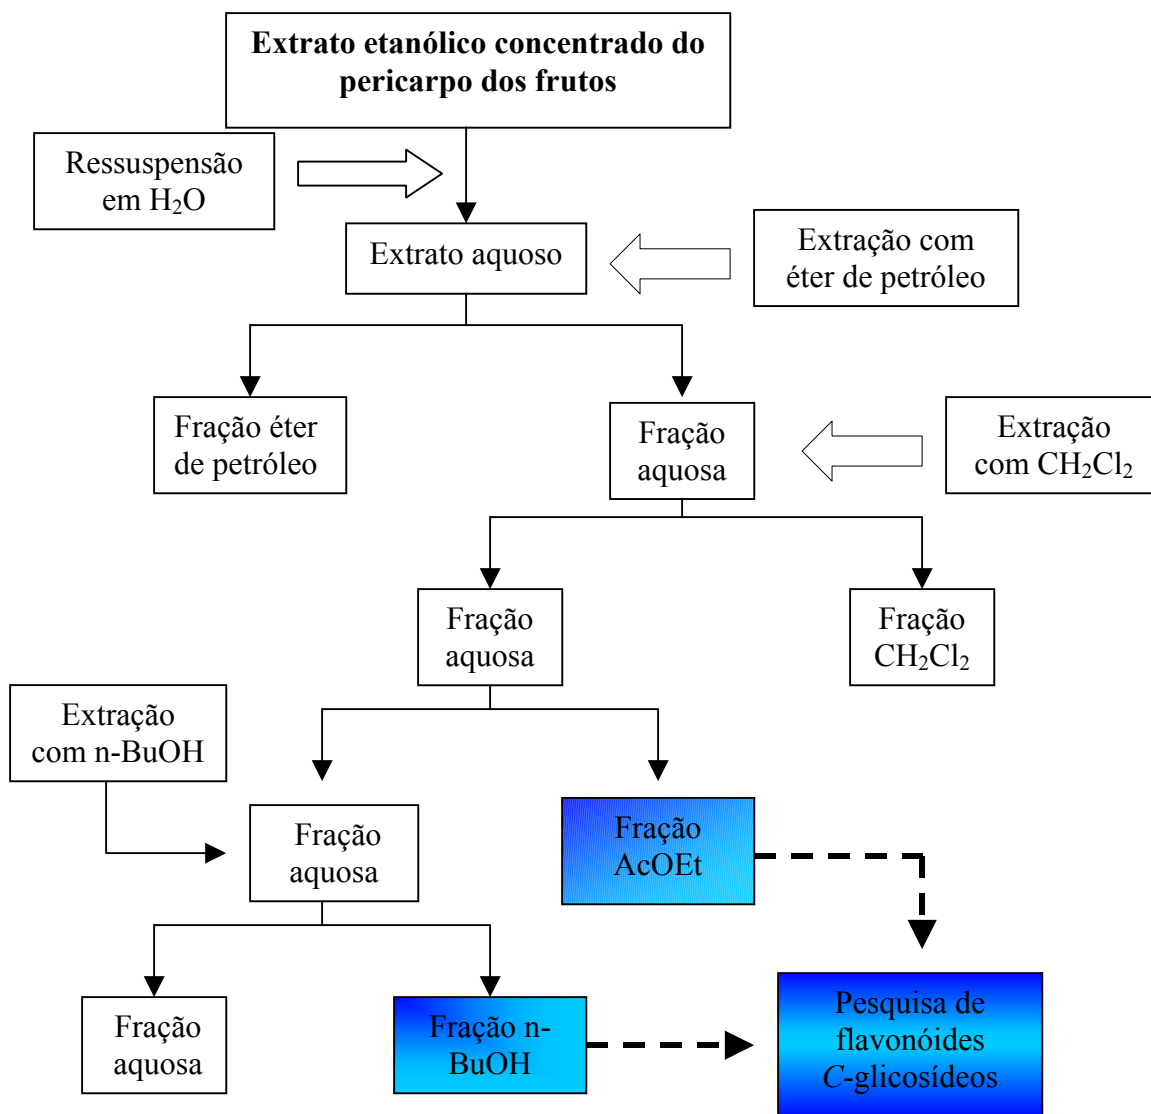 Extrato etanólico concentrado do
pericarpo dos frutos
Ressuspensão
em H₂O
Extrato aquoso
Extração com
éter de petróleo
Fração éter
de petróleo
Fração
aquosa
Extração
com CH₂Cl₂
Fração
aquosa
Fração
CH₂Cl₂
Extração
com n-BuOH
Fração
aquosa
Fração
AcOEt
Fração
aquosa
Fração n-
BuOH
Pesquisa de
flavonóides
C-glicosídeos